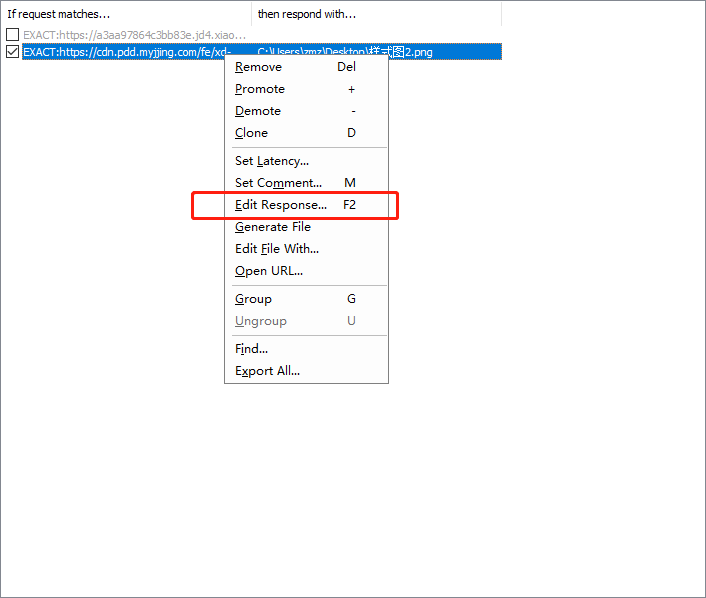 If request matches... then respond with...
EXACT:https://a3aa97864c3bb83e.jd4.xiao...
EXACT:https://cdn.pdd.myjjing.com/fe/xd- C:\Users\zmz\Desktop\样式图2.png
Remove Del
Promote +
Demote -
Clone D
Set Latency...
Set Comment... M
Edit Response... F2
Generate File
Edit File With...
Open URL...
Group G
Ungroup U
Find...
Export All...